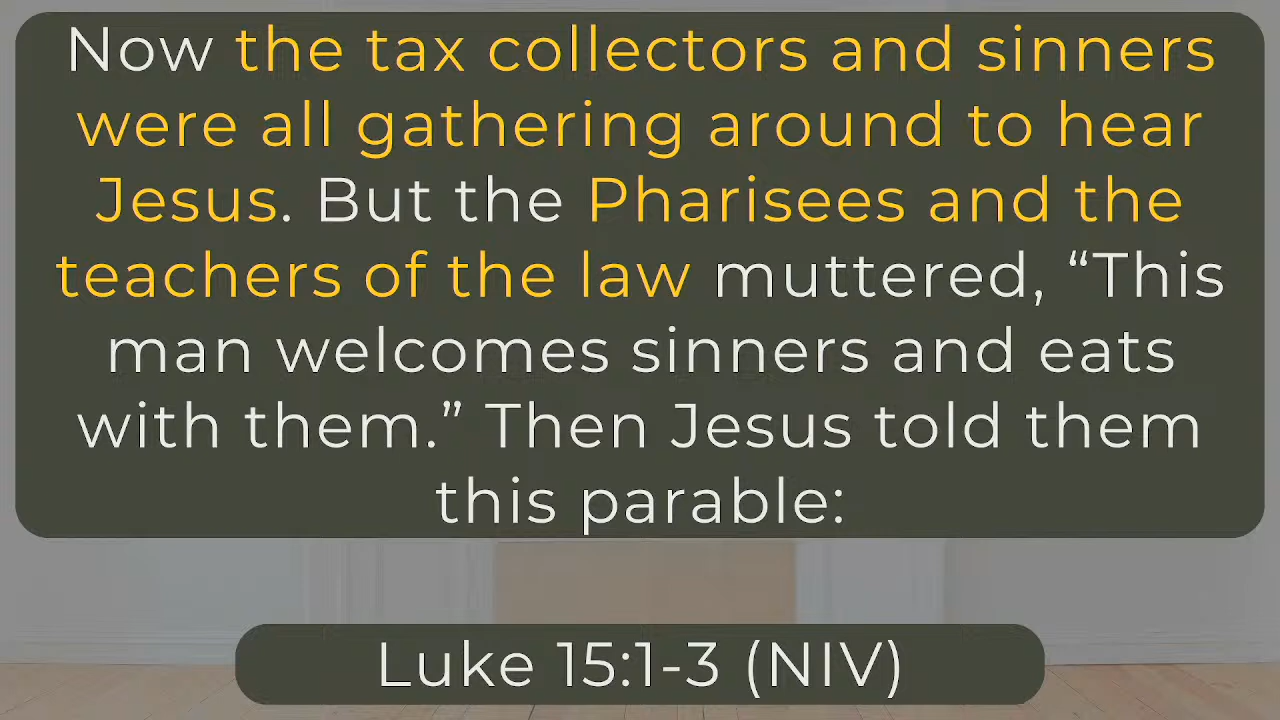 Now the tax collectors and sinners
were all gathering around to hear
Jesus. But the Pharisees and the
teachers of the law muttered, “This
man welcomes sinners and eats
with them.” Then Jesus told them
this parable:
Luke 15:1-3 (NIV)